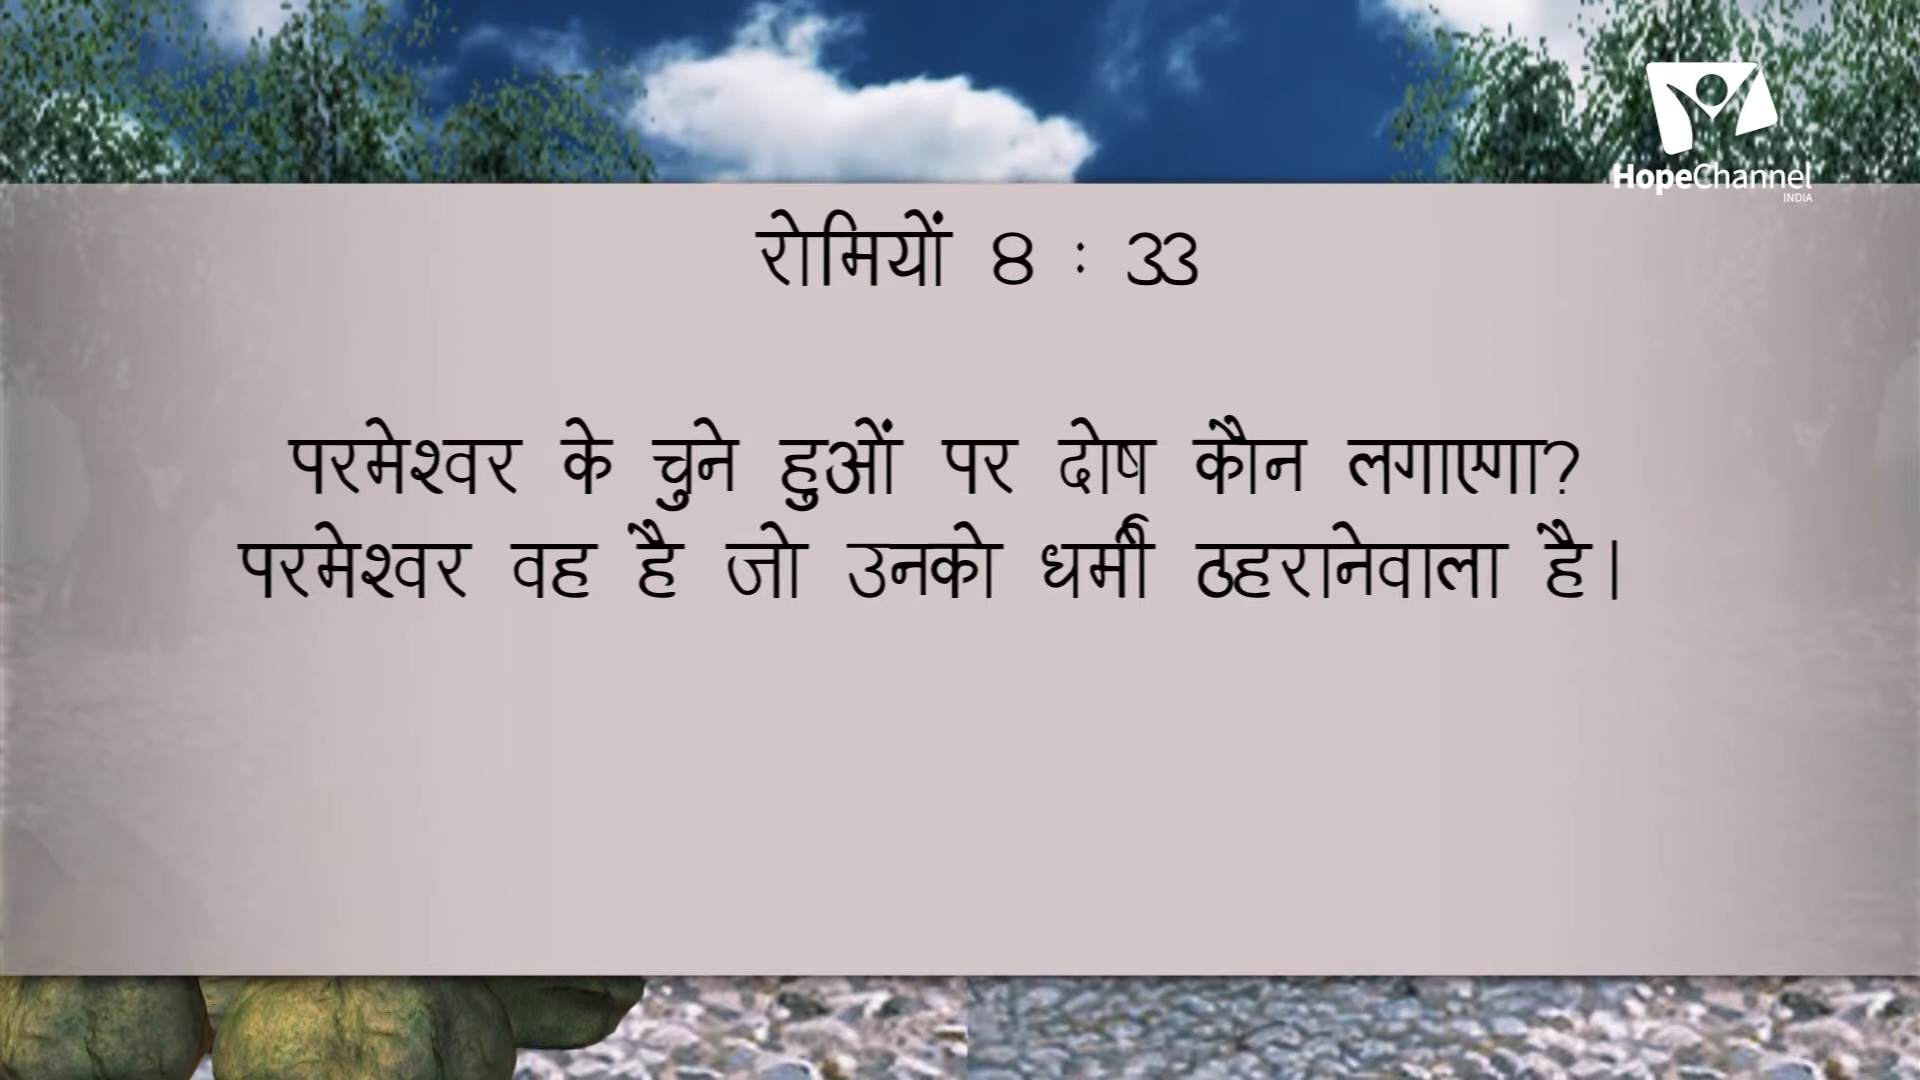 HopeChannel
INDIA
रोमियों 8 : 33
परमेश्वर के चुने हुओं पर दोष कौन लगाएगा?
परमेश्वर वह है जो उनको धर्मी ठहरानेवाला है।